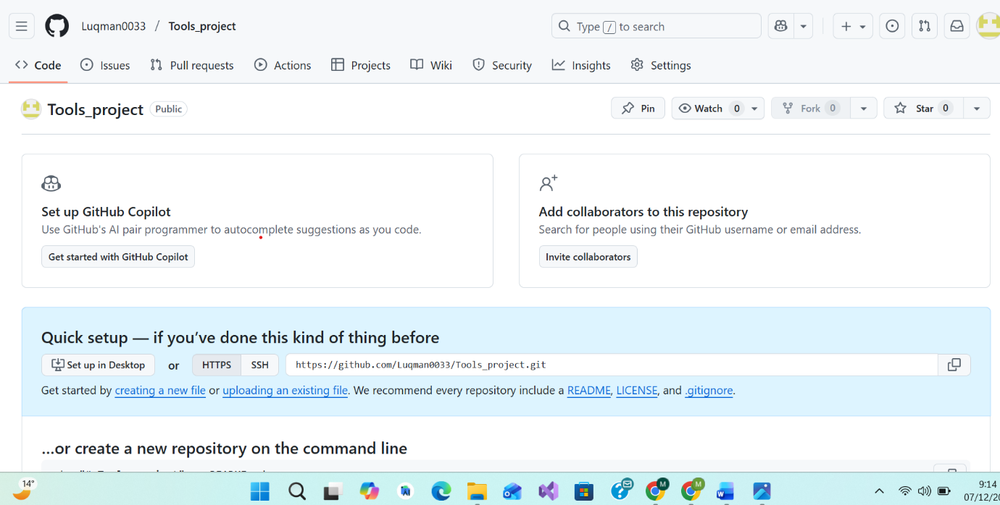 Luqman0033 / Tools_project
Type / to search
Code Issues Pull requests Actions Projects Wiki Security Insights Settings
Tools_project Public
Pin Watch 0 Fork 0 Star 0
Set up GitHub Copilot
Use GitHub's AI pair programmer to autocomplete suggestions as you code.
Get started with GitHub Copilot
Add collaborators to this repository
Search for people using their GitHub username or email address.
Invite collaborators
Quick setup — if you've done this kind of thing before
Set up in Desktop or HTTPS SSH https://github.com/Luqman0033/Tools_project.git
Get started by creating a new file or uploading an existing file. We recommend every repository include a README, LICENSE, and .gitignore.
...or create a new repository on the command line
14°
M M
9:14
07/12/20